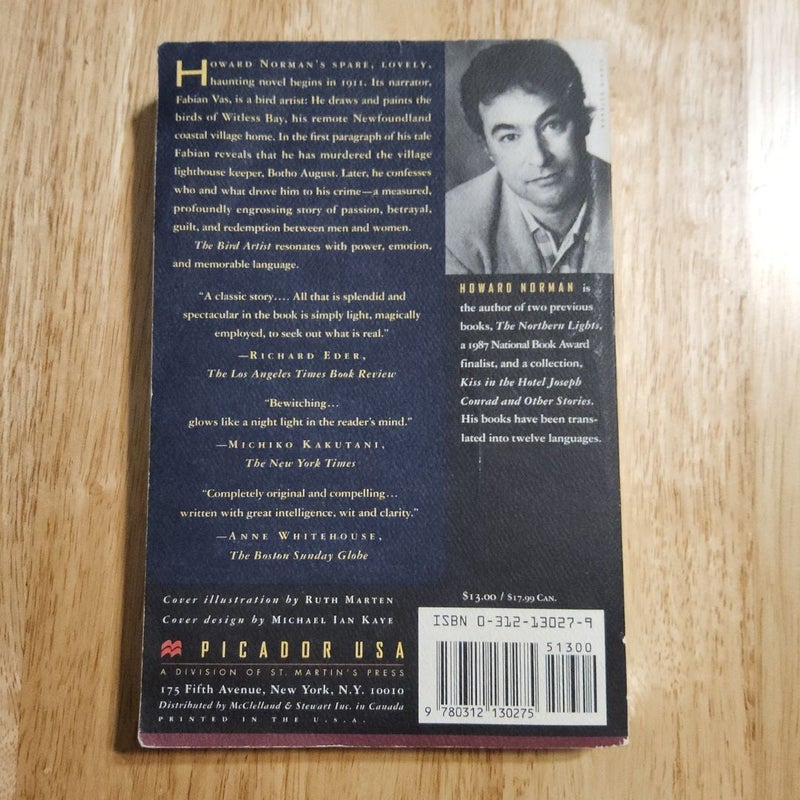 HOWARD NORMAN'S SPARE, LOVELY,
haunting novel begins in 1911. Its narrator,
Fabian Vas, is a bird artist: He draws and paints the
birds of Witless Bay, his remote Newfoundland
coastal village home. In the first paragraph of his tale
Fabian reveals that he has murdered the village
lighthouse keeper, Botho August. Later, he confesses
who and what drove him to his crime—a measured,
profoundly engrossing story of passion, betrayal,
guilt, and redemption between men and women.
The Bird Artist resonates with power, emotion,
and memorable language.
"A classic story.... All that is splendid and
spectacular in the book is simply light, magically
employed, to seek out what is real."
—RICHARD EDER,
The Los Angeles Times Book Review
"Bewitching...
glows like a night light in the reader's mind."
—MICHIKO KAKUTANI,
The New York Times
"Completely original and compelling...
written with great intelligence, wit and clarity."
—ANNE WHITEHOUSE,
The Boston Sunday Globe
HOWARD NORMAN is
the author of two previous
books, The Northern Lights,
a 1987 National Book Award
finalist, and a collection,
Kiss in the Hotel Joseph
Conrad and Other Stories.
His books have been trans-
lated into twelve languages.
Cover illustration by RUTH MARTEN
Cover design by MICHAEL IAN KAYE
PICADOR USA
A DIVISION OF ST. MARTIN'S PRESS
175 FIFTH AVENUE, NEW YORK, N.Y. 10010
Distributed by McClelland & Stewart Inc. in Canada
PRINTED IN THE U.S.A.
$13.00 / $17.99 CAN.
ISBN 0-312-13027-9
51300
9 780312 130275